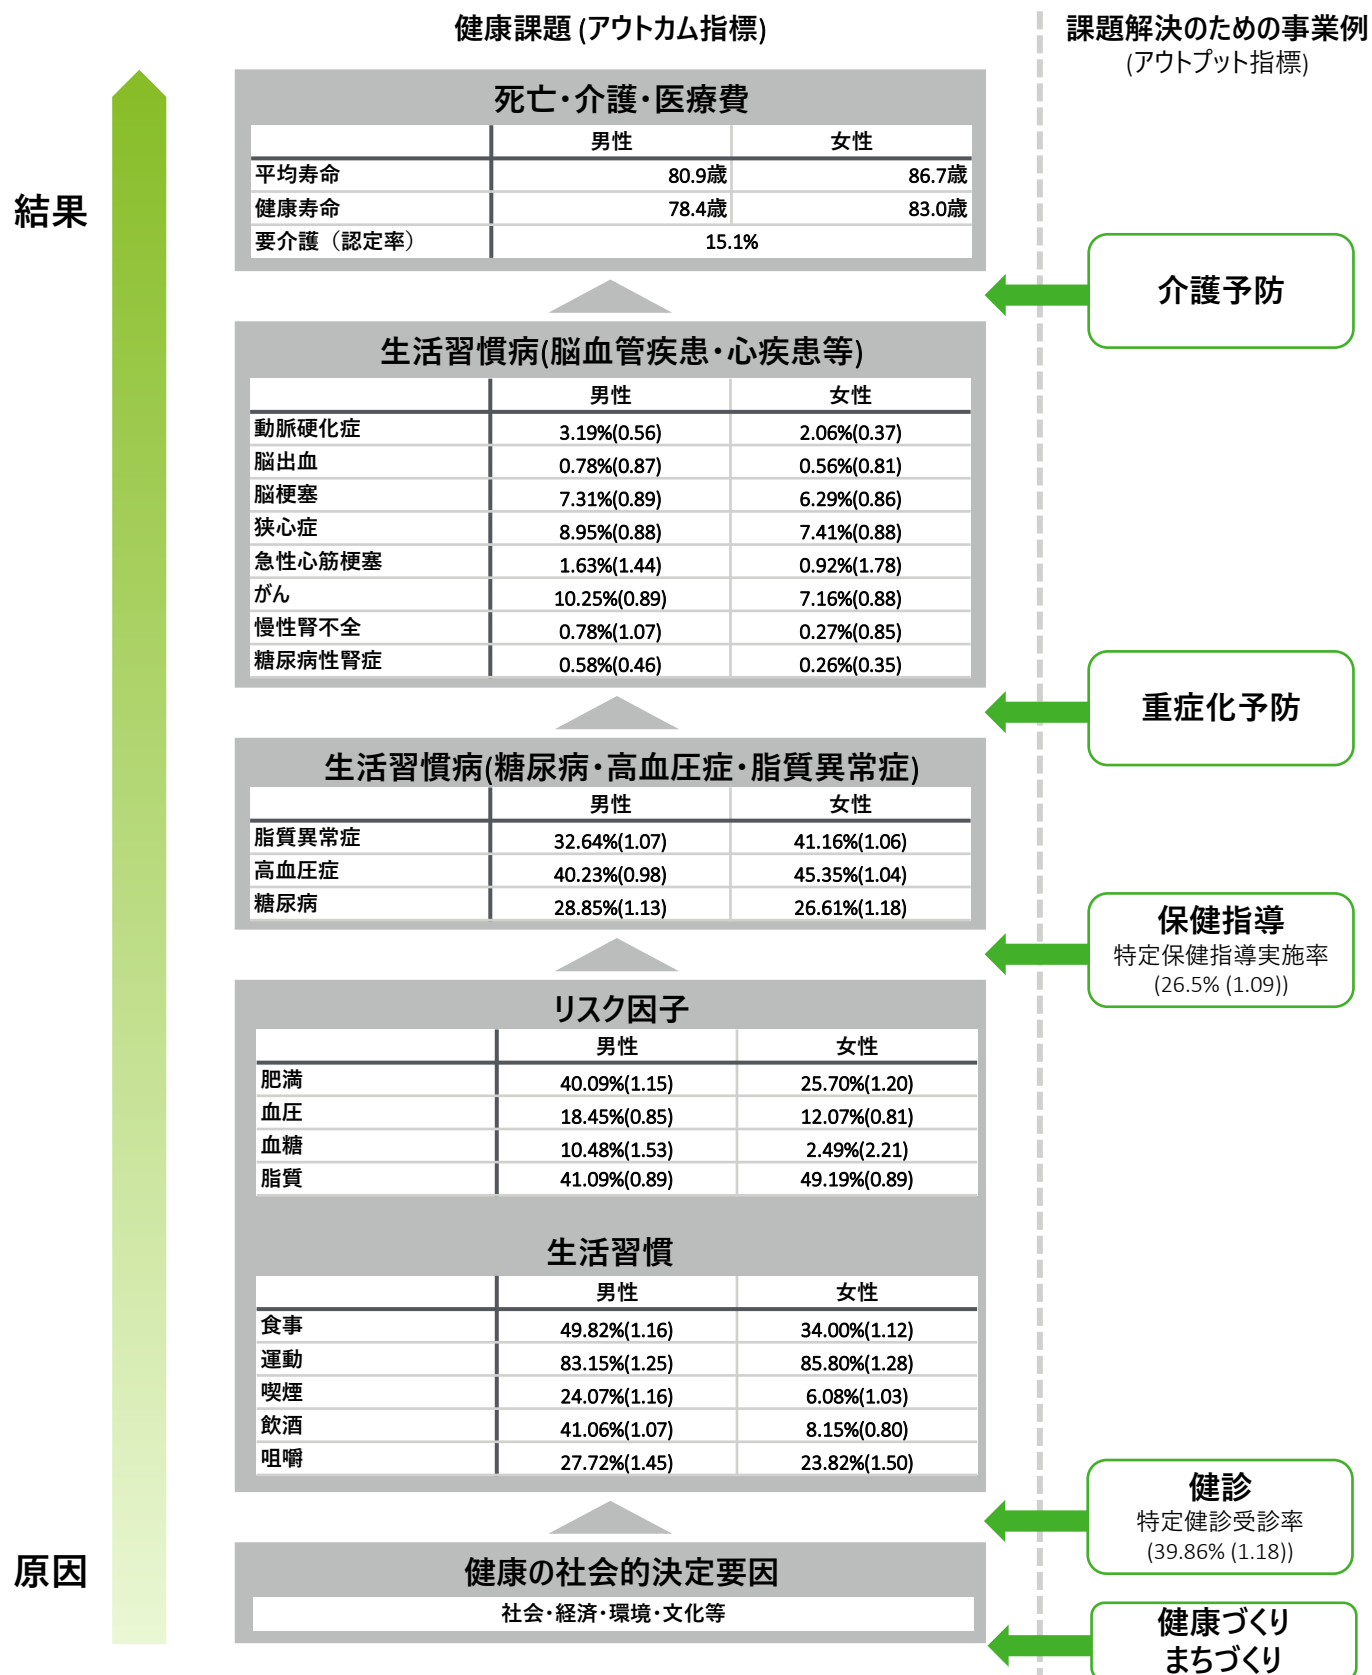 健康課題 (アウトカム指標)
課題解決のための事業例
(アウトプット指標)
結果
死亡・介護・医療費
男性 女性
平均寿命 80.9歳 86.7歳
健康寿命 78.4歳 83.0歳
要介護（認定率） 15.1%
介護予防
生活習慣病(脳血管疾患・心疾患等)
男性 女性
動脈硬化症 3.19%(0.56) 2.06%(0.37)
脳出血 0.78%(0.87) 0.56%(0.81)
脳梗塞 7.31%(0.89) 6.29%(0.86)
狭心症 8.95%(0.88) 7.41%(0.88)
急性心筋梗塞 1.63%(1.44) 0.92%(1.78)
がん 10.25%(0.89) 7.16%(0.88)
慢性腎不全 0.78%(1.07) 0.27%(0.85)
糖尿病性腎症 0.58%(0.46) 0.26%(0.35)
重症化予防
生活習慣病(糖尿病・高血圧症・脂質異常症)
男性 女性
脂質異常症 32.64%(1.07) 41.16%(1.06)
高血圧症 40.23%(0.98) 45.35%(1.04)
糖尿病 28.85%(1.13) 26.61%(1.18)
保健指導
特定保健指導実施率
(26.5% (1.09))
リスク因子
男性 女性
肥満 40.09%(1.15) 25.70%(1.20)
血圧 18.45%(0.85) 12.07%(0.81)
血糖 10.48%(1.53) 2.49%(2.21)
脂質 41.09%(0.89) 49.19%(0.89)
生活習慣
男性 女性
食事 49.82%(1.16) 34.00%(1.12)
運動 83.15%(1.25) 85.80%(1.28)
喫煙 24.07%(1.16) 6.08%(1.03)
飲酒 41.06%(1.07) 8.15%(0.80)
咀嚼 27.72%(1.45) 23.82%(1.50)
健診
特定健診受診率
(39.86% (1.18))
原因
健康の社会的決定要因
社会・経済・環境・文化等
健康づくり
まちづくり